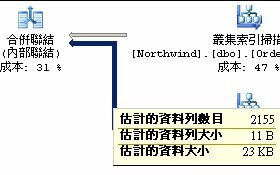 合併聯結
(內部聯結)
成本: 31 %
叢集索引掃描
[Northwind].[dbo].[Orde
成本: 47 %
估計的資料列數目 2155
估計的資料列大小 11 B
估計的資料大小 23 KB